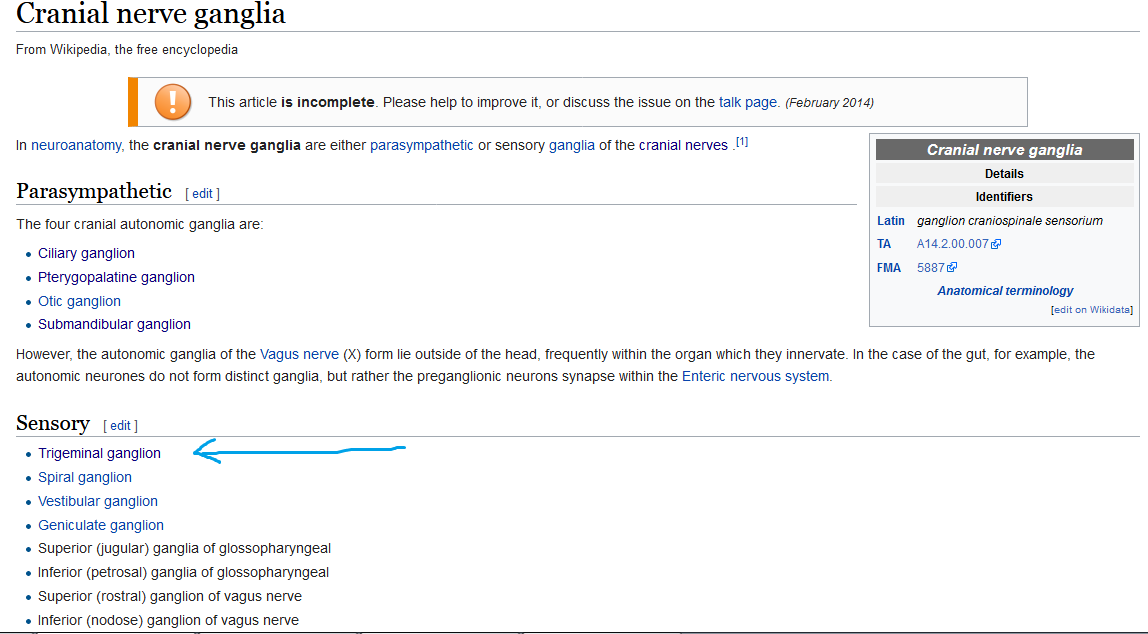 Cranial nerve ganglia
From Wikipedia, the free encyclopedia
This article is incomplete. Please help to improve it, or discuss the issue on the talk page. (February 2014)
In neuroanatomy, the cranial nerve ganglia are either parasympathetic or sensory ganglia of the cranial nerves .[1]
Cranial nerve ganglia
Details
Identifiers
Latin ganglion craniospinale sensorium
TA A14.2.00.007
FMA 5887
Anatomical terminology
[edit on Wikidata]
Parasympathetic [ edit ]
The four cranial autonomic ganglia are:
Ciliary ganglion
Pterygopalatine ganglion
Otic ganglion
Submandibular ganglion
However, the autonomic ganglia of the Vagus nerve (X) form lie outside of the head, frequently within the organ which they innervate. In the case of the gut, for example, the
autonomic neurones do not form distinct ganglia, but rather the preganglionic neurons synapse within the Enteric nervous system.
Sensory [ edit ]
Trigeminal ganglion
Spiral ganglion
Vestibular ganglion
Geniculate ganglion
Superior (jugular) ganglia of glossopharyngeal
Inferior (petrosal) ganglia of glossopharyngeal
Superior (rostral) ganglion of vagus nerve
Inferior (nodose) ganglion of vagus nerve